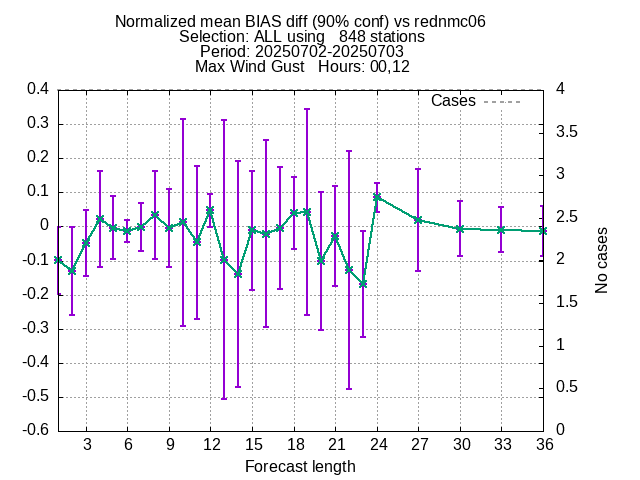 Normalized mean BIAS diff (90% conf) vs rednmc06
Selection: ALL using   848 stations
Period: 20250702-20250703
Max Wind Gust   Hours: 00,12
Cases
0.4
0.3
0.2
0.1
0
-0.1
-0.2
-0.3
-0.4
-0.5
-0.6
4
3.5
3
2.5
2
1.5
1
0.5
0
No cases
3 6 9 12 15 18 21 24 27 30 33 36
Forecast length